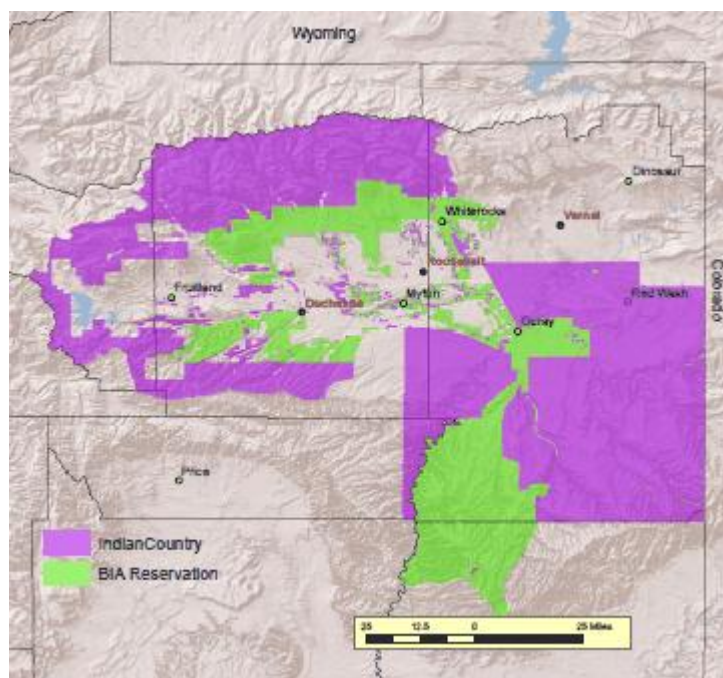 Wyoming
Dinosaur
Whiterocks
Vernal
Roosevelt
Colorado
Fruitland
Red Wash
Myton
Duchesne
Ouray
Price
IndianCountry
BIA Reservation
25 12.5 0 25 Miles